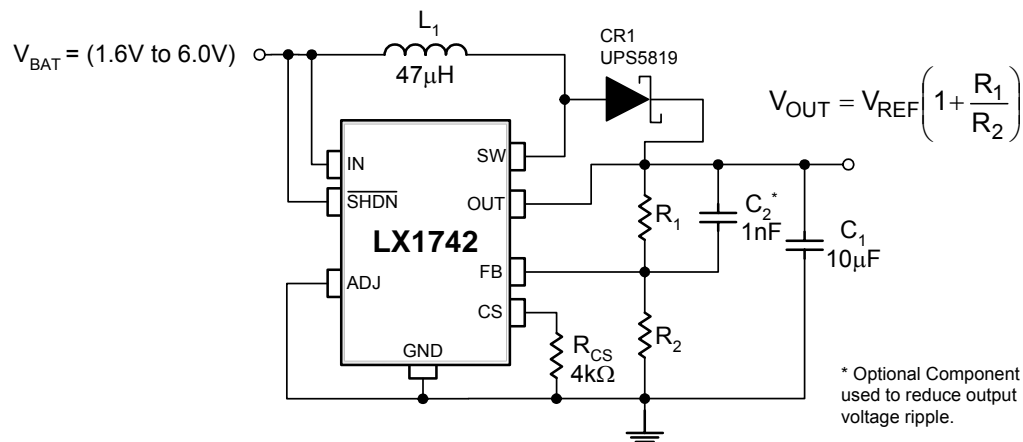 L1
V_BAT = (1.6V to 6.0V)
47μH
CR1
UPS5819
V_OUT = V_REF(1+R1/R2)
IN
SW
SHDN
OUT
LX1742
R1
C2*
1nF
C1
10μF
ADJ
FB
CS
GND
R_CS
4kΩ
R2
* Optional Component
used to reduce output
voltage ripple.